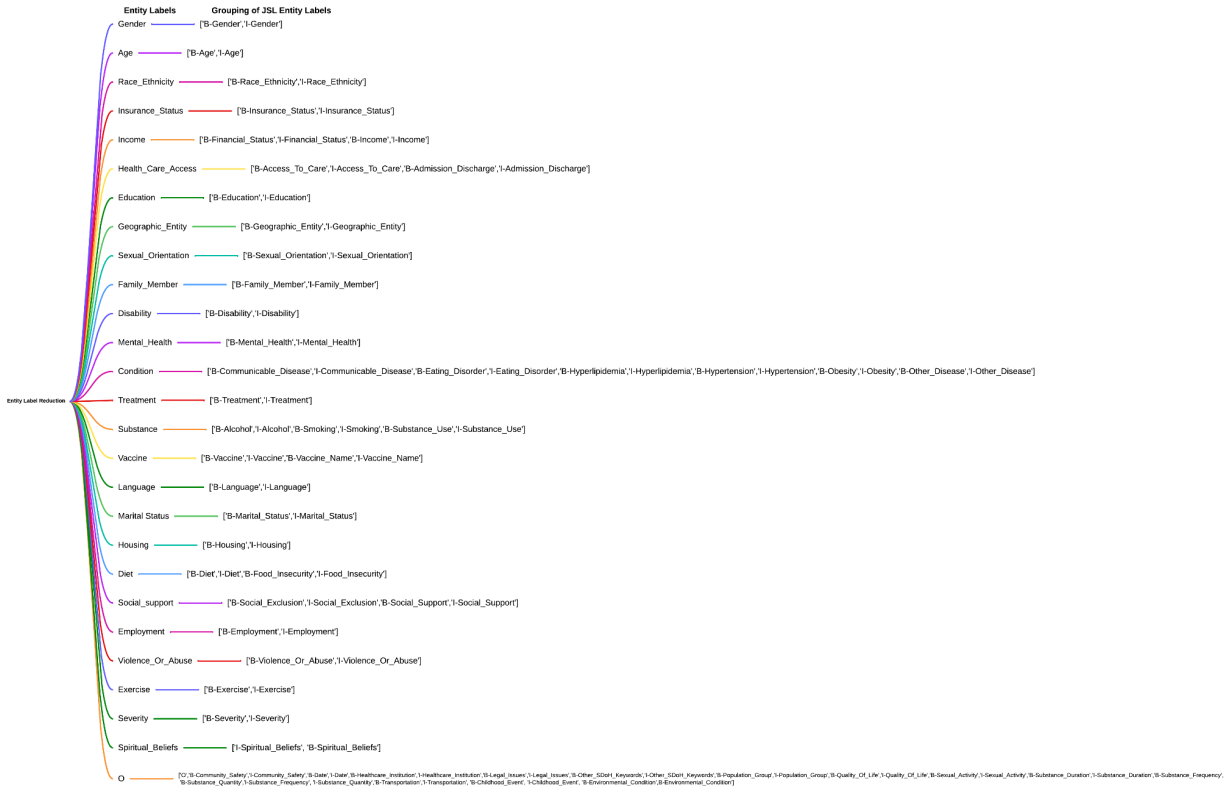 Entity Labels Grouping of JSL Entity Labels
Gender ['B-Gender','I-Gender']
Age ['B-Age','I-Age']
Race_Ethnicity ['B-Race_Ethnicity','I-Race_Ethnicity']
Insurance_Status ['B-Insurance_Status','I-Insurance_Status']
Income ['B-Financial_Status','I-Financial_Status','B-Income','I-Income']
Health_Care_Access ['B-Access_To_Care','I-Access_To_Care','B-Admission_Discharge','I-Admission_Discharge']
Education ['B-Education','I-Education']
Geographic_Entity ['B-Geographic_Entity','I-Geographic_Entity']
Sexual_Orientation ['B-Sexual_Orientation','I-Sexual_Orientation']
Family_Member ['B-Family_Member','I-Family_Member']
Disability ['B-Disability','I-Disability']
Mental_Health ['B-Mental_Health','I-Mental_Health']
Condition ['B-Communicable_Disease','I-Communicable_Disease','B-Eating_Disorder','I-Eating_Disorder','B-Hyperlipidemia','I-Hyperlipidemia','B-Hypertension','I-Hypertension','B-Obesity','I-Obesity','B-Other_Disease','I-Other_Disease']
Entity Label Reduction
Treatment ['B-Treatment','I-Treatment']
Substance ['B-Alcohol','I-Alcohol','B-Smoking','I-Smoking','B-Substance_Use','I-Substance_Use']
Vaccine ['B-Vaccine','I-Vaccine','B-Vaccine_Name','I-Vaccine_Name']
Language ['B-Language','I-Language']
Marital Status ['B-Marital_Status','I-Marital_Status']
Housing ['B-Housing','I-Housing']
Diet ['B-Diet','I-Diet','B-Food_Insecurity','I-Food_Insecurity']
Social_support ['B-Social_Exclusion','I-Social_Exclusion','B-Social_Support','I-Social_Support']
Employment ['B-Employment','I-Employment']
Violence_Or_Abuse ['B-Violence_Or_Abuse','I-Violence_Or_Abuse']
Exercise ['B-Exercise','I-Exercise']
Severity ['B-Severity','I-Severity']
Spiritual_Beliefs ['I-Spiritual_Beliefs', 'B-Spiritual_Beliefs']
O ['O','B-Community_Safety','I-Community_Safety','B-Date','I-Date','B-Healthcare_Institution','I-Healthcare_Institution','B-Legal_Issues','I-Legal_Issues','B-Other_SDoH_Keywords','I-Other_SDoH_Keywords','B-Population_Group','I-Population_Group','B-Quality_Of_Life','I-Quality_Of_Life','B-Sexual_Activity','I-Sexual_Activity','B-Substance_Duration','I-Substance_Duration','B-Substance_Frequency',
'B-Substance_Quantity','I-Substance_Frequency', 'I-Substance_Quantity','B-Transportation','I-Transportation', 'B-Childhood_Event', 'I-Childhood_Event', 'B-Environmental_Condition','B-Environmental_Condition']